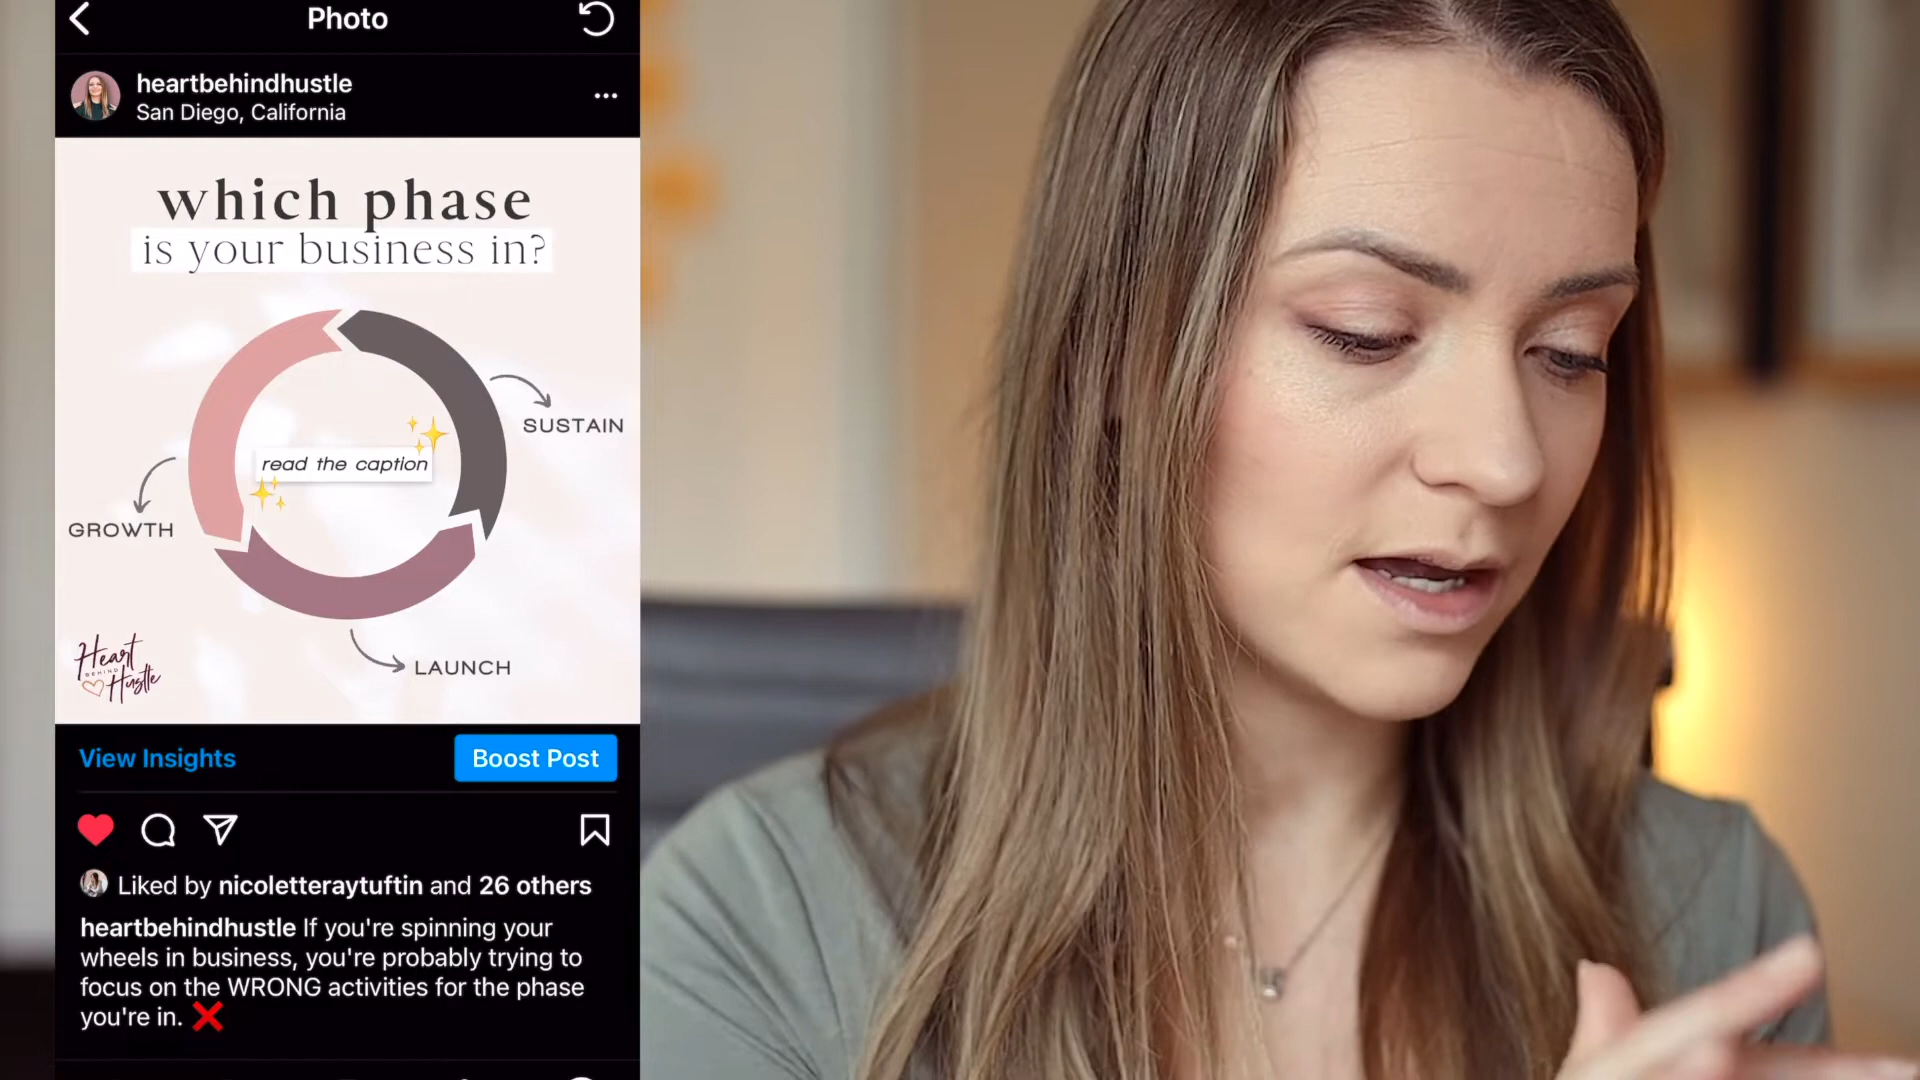 Photo
heartbehindhustle
San Diego, California
which phase
is your business in?
SUSTAIN
read the caption
GROWTH
LAUNCH
Heart
BEHIND
Hustle
View Insights
Boost Post
Liked by nicoletteraytuftin and 26 others
heartbehindhustle If you're spinning your
wheels in business, you're probably trying to
focus on the WRONG activities for the phase
you're in. ❌